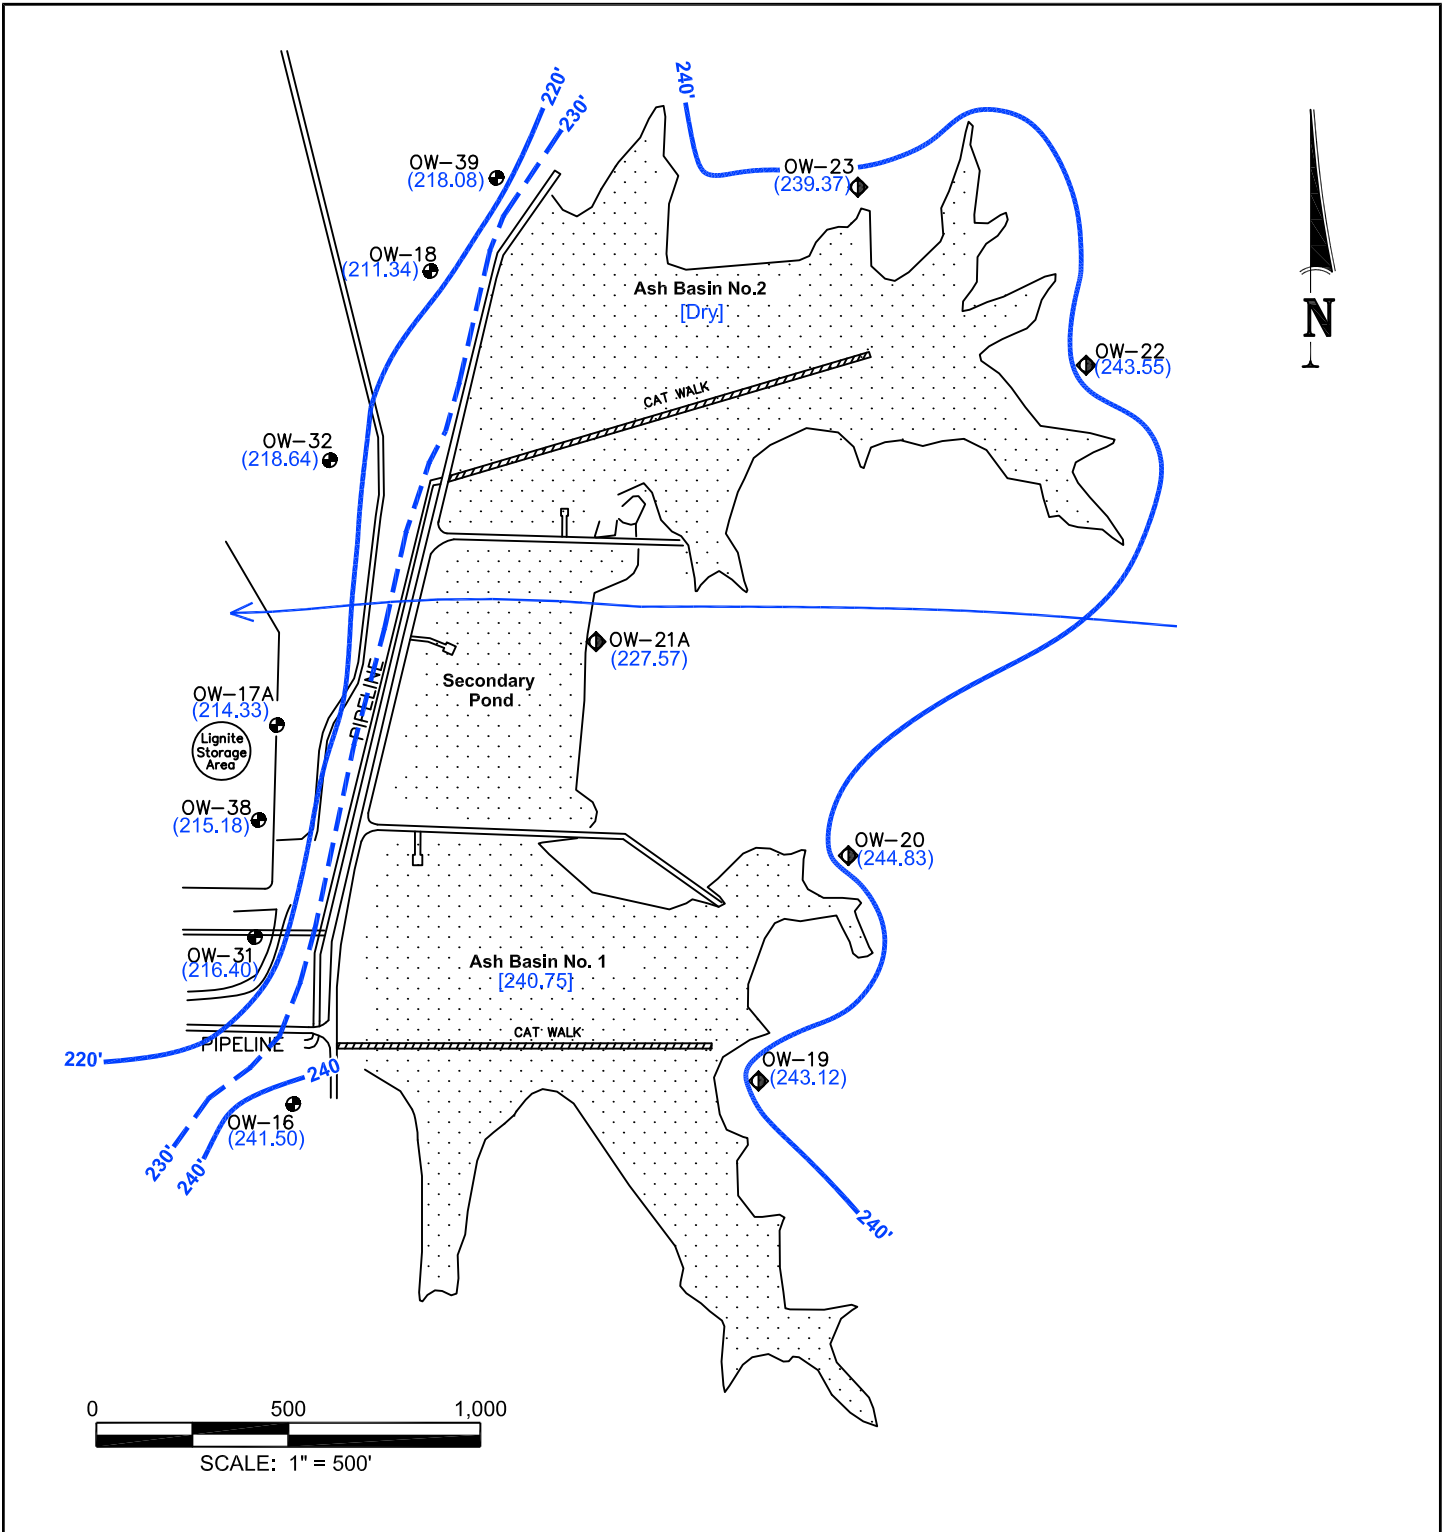 220'
230'
240'
OW-39
(218.08)
OW-23
(239.37)
OW-18
(211.34)
Ash Basin No.2
[Dry]
N
OW-22
(243.55)
CAT WALK
OW-32
(218.64)
OW-21A
(227.57)
PIPELINE
Secondary
Pond
OW-17A
(214.33)
Lignite
Storage
Area
OW-38
(215.18)
OW-20
(244.83)
OW-31
(216.40)
Ash Basin No. 1
[240.75]
CAT WALK
PIPELINE
220'
240
OW-19
(243.12)
OW-16
(241.50)
230'
240'
240'
0 500 1,000
SCALE: 1" = 500'